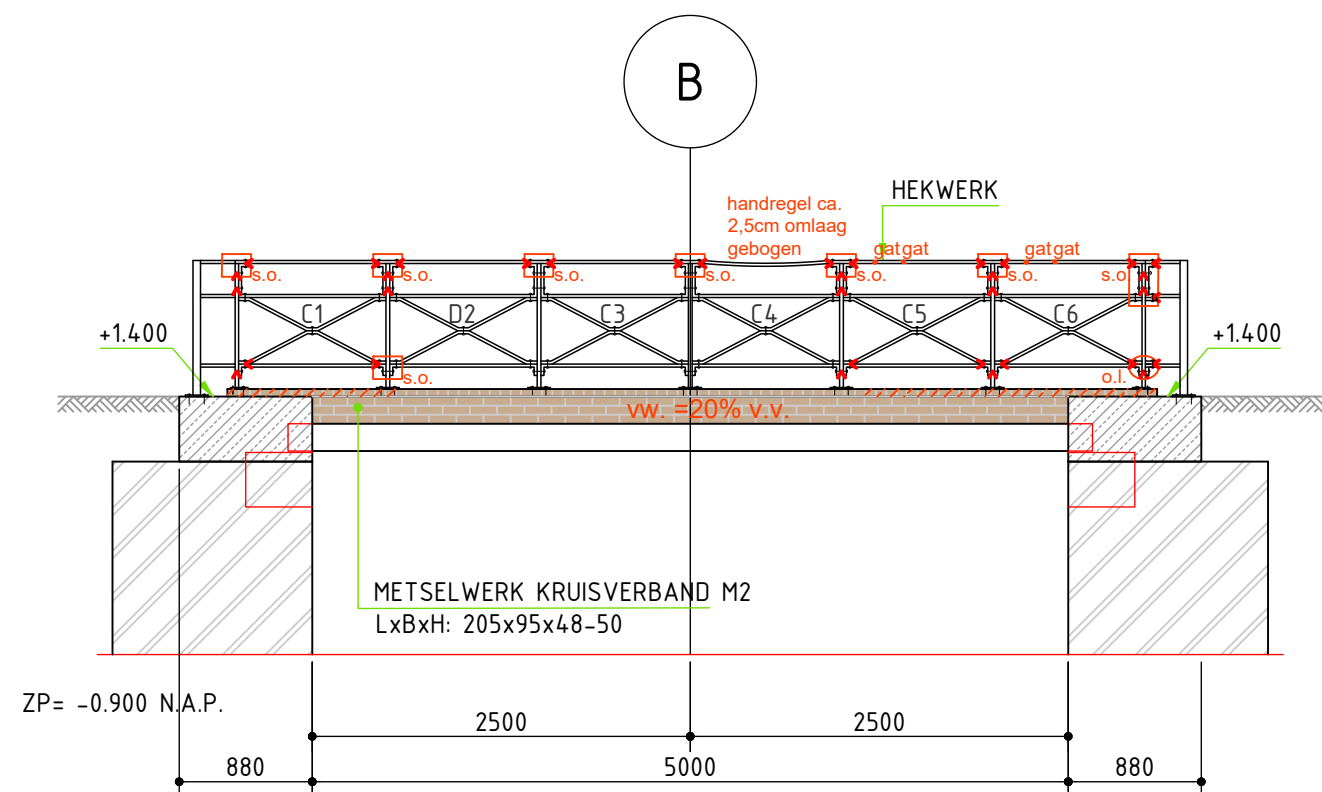 B
handregel ca.
2,5cm omlaag
gebogen
HEKWERK
gatgat
gatgat
s.o.
s.o.
s.o.
s.o.
s.o.
s.o
C1
D2
C3
C4
C5
C6
+1.400
+1.400
s.o.
o.l.
vw. =20% v.v.
METSELWERK KRUISVERBAND M2
LxBxH: 205x95x48-50
ZP= -0.900 N.A.P.
2500
2500
880
5000
880